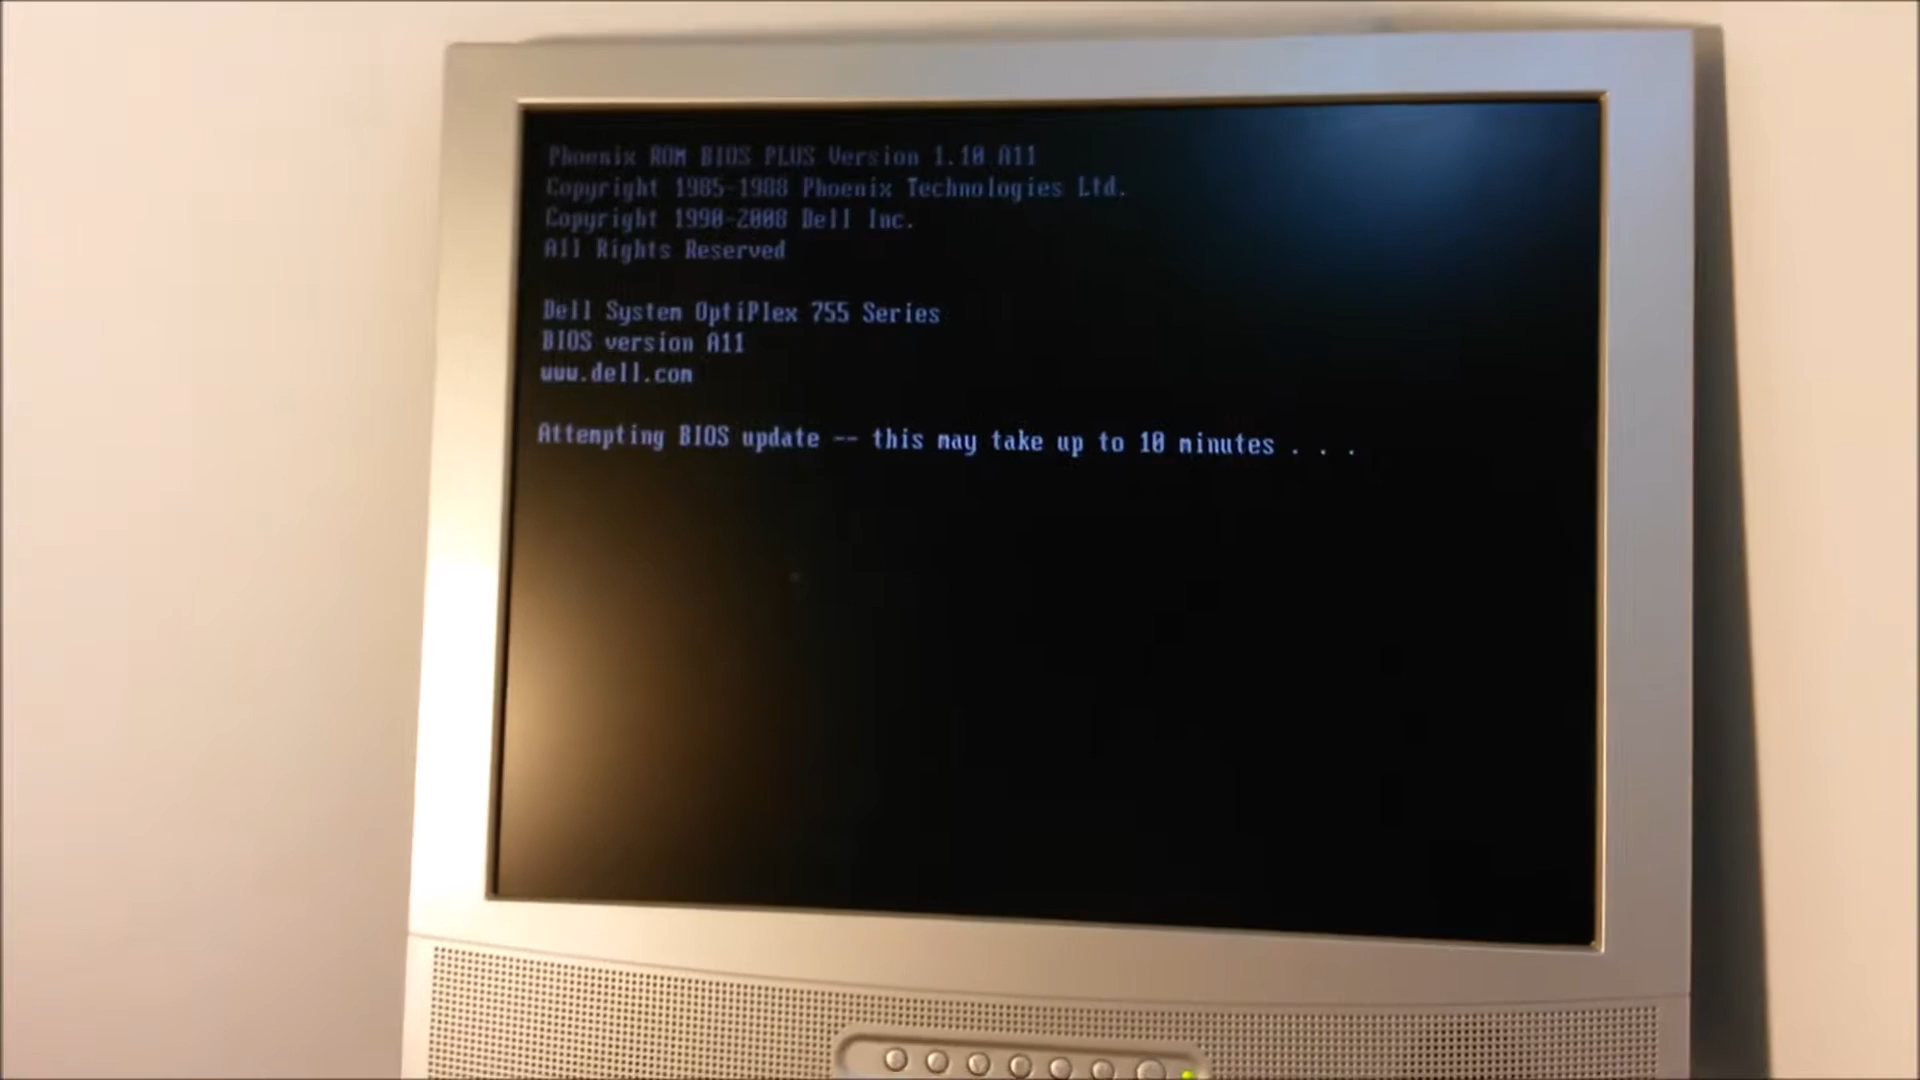 Phoenix ROM BIOS PLUS Version 1.10 A11
Copyright 1985-1988 Phoenix Technologies Ltd.
Copyright 1990-2008 Dell Inc.
All Rights Reserved
Dell System OptiPlex 755 Series
BIOS version A11
www.dell.com
Attempting BIOS update -- this may take up to 10 minutes . . .